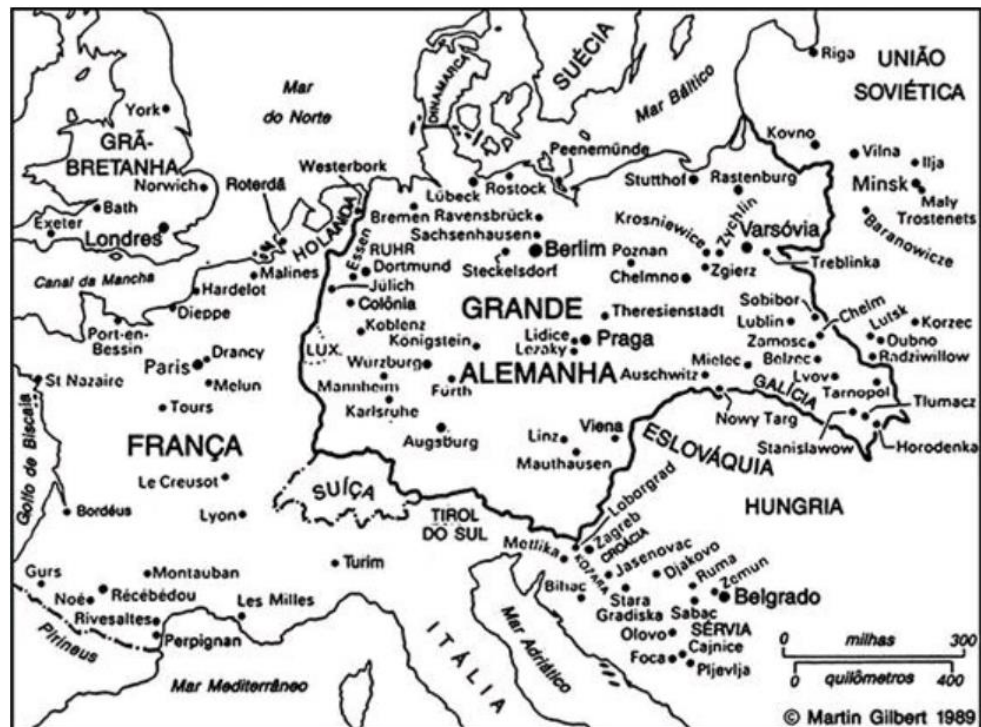 Riga
UNIÃO
SOVIÉTICA
SUÉCIA
DINAMARCA
Mar
do Norte
Mar Báltico
York
GRÃ-
BRETANHA
Norwich
Bath
Exeter
Londres
Canal da Mancha
Roterdã
Westerbork
HOLANDA
Peenemünde
Kovno
Vilna
Ilja
Minsk
Maly
Trostenets
Baranowicze
Lübeck
Rostock
Stutthof
Rastenburg
Bremen
Ravensbrück
Sachsenhausen
Berlim
Steckelsdorf
Poznan
Krosniewice
Zychlin
Varsóvia
Chelmno
Zgierz
Treblinka
Essen
RUHR
Dortmund
Malines
Jülich
Hardelot
Colônia
Dieppe
GRANDE
ALEMANHA
Theresienstadt
Sobibor
Chelm
Lublin
Lutsk
Korzec
Dubno
Zamosc
Radziwillow
Port-en-
Bessin
Koblenz
Königstein
Lidice
Praga
Lezaky
LUX.
Drancy
Paris
Melun
Wurzburg
Mielec
Belzec
Auschwitz
Lvov
GALÍCIA
Tarnopol
St Nazaire
Mannheim
Fürth
Karlsruhe
Tours
Nowy Targ
Tlumacz
Stanislawow
Horodenka
Golfo de Biscaia
FRANÇA
Augsburg
Linz
Viena
Mauthausen
ESLOVÁQUIA
HUNGRIA
Le Creusot
SUÍÇA
Bordéus
Lyon
TIROL
DO SUL
Loborgrad
Metlika
Zagreb
CROÁCIA
KOZARA
Jasenovac
Djakovo
Ruma
Zemun
Turim
Bihac
Stara
Gradiska
Sabac
Belgrado
Gurs
Montauban
Noé
Récébédou
Les Milles
Rivesaltes
Perpignan
Pirineus
Olovo
SÉRVIA
Cajnice
Foca
Pljevlja
ITÁLIA
Mar Adriático
Mar Mediterrâneo
0 milhas 300
0 quilômetros 400
© Martin Gilbert 1989